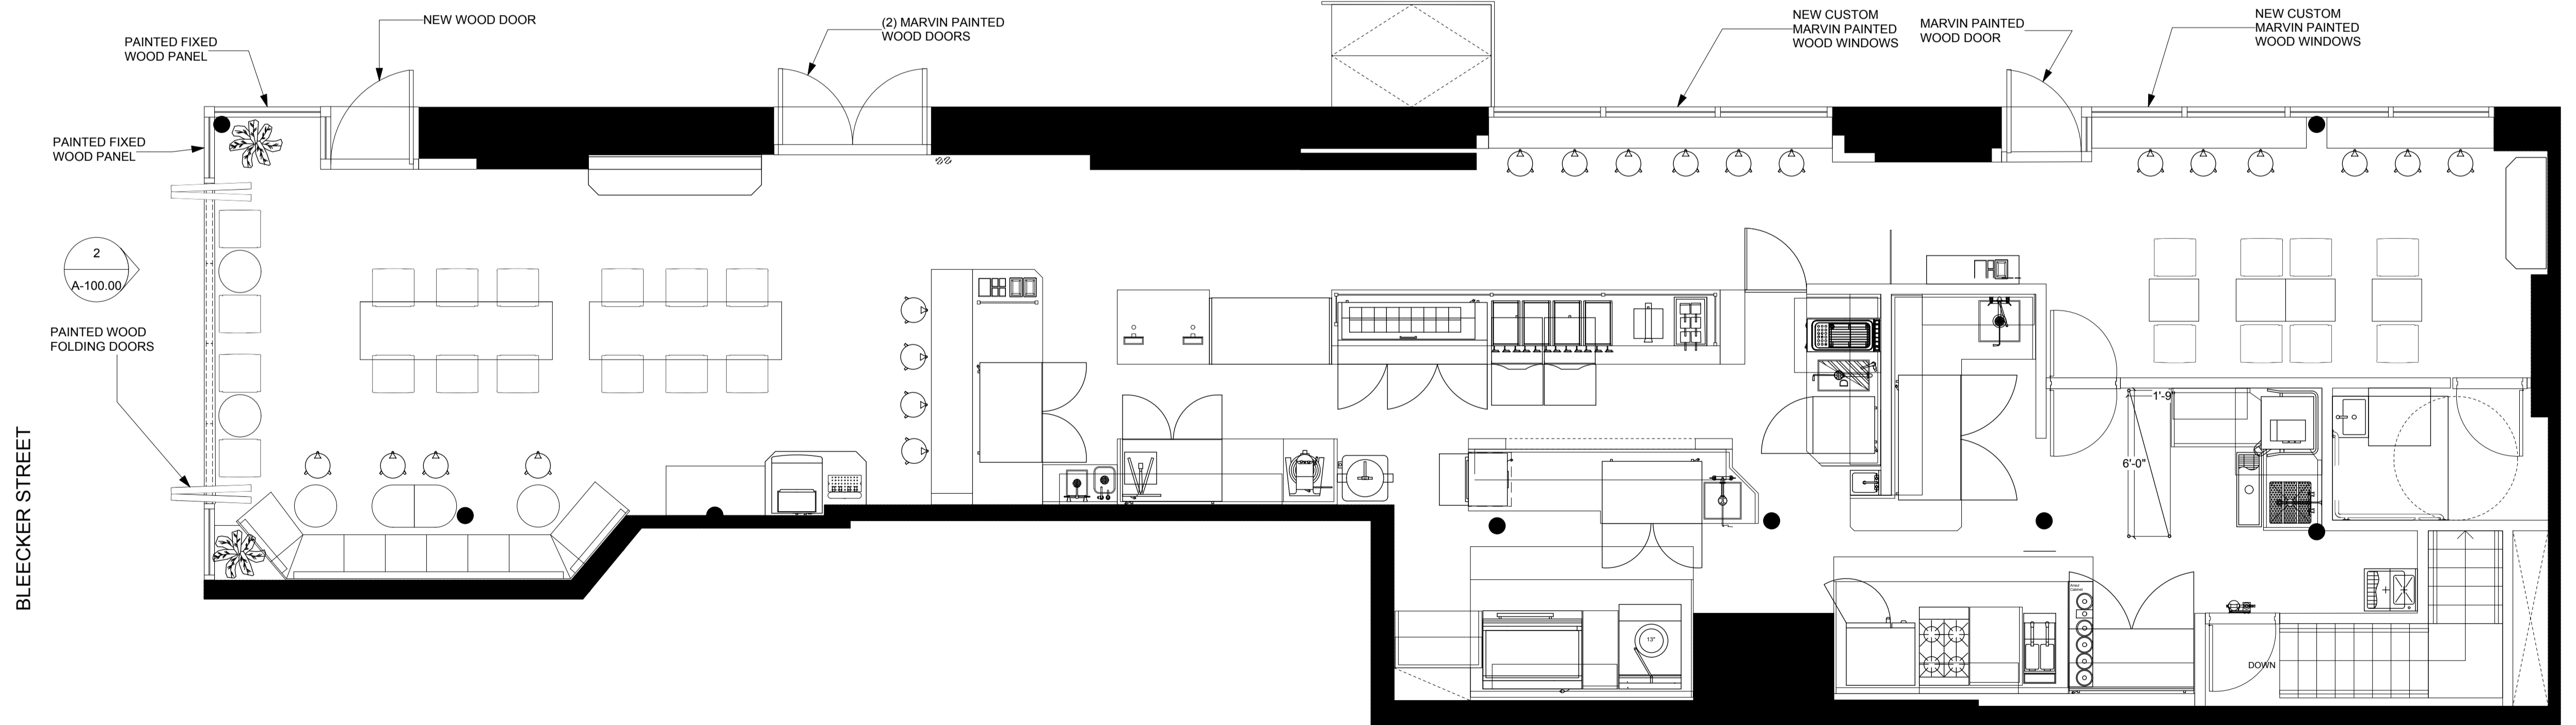 NEW WOOD DOOR
(2) MARVIN PAINTED
WOOD DOORS
NEW CUSTOM
MARVIN PAINTED
WOOD WINDOWS
MARVIN PAINTED
WOOD DOOR
NEW CUSTOM
MARVIN PAINTED
WOOD WINDOWS
PAINTED FIXED
WOOD PANEL
PAINTED FIXED
WOOD PANEL
2
A-100.00
PAINTED WOOD
FOLDING DOORS
BLEECKER STREET
1'-9"
6'-0"
13"
DOWN